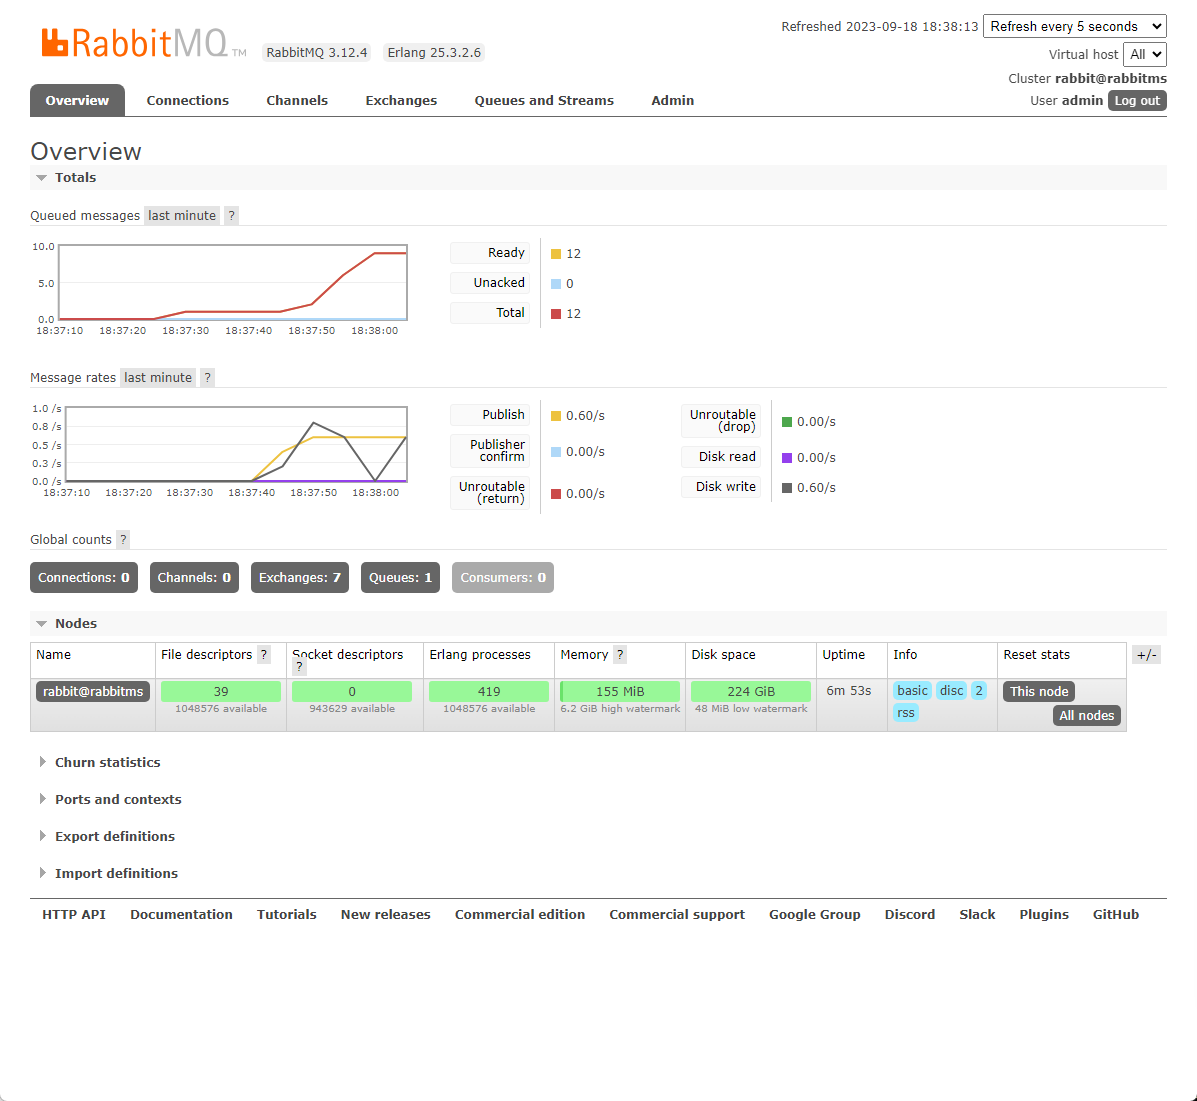 RabbitMQ TM RabbitMQ 3.12.4 Erlang 25.3.2.6
Refreshed 2023-09-18 18:38:13 Refresh every 5 seconds
Virtual host All
Cluster rabbit@rabbitms
User admin Log out
Overview Connections Channels Exchanges Queues and Streams Admin
Overview
Totals
Queued messages last minute ?
10.0
5.0
0.0
18:37:10 18:37:20 18:37:30 18:37:40 18:37:50 18:38:00
Ready 12
Unacked 0
Total 12
Message rates last minute ?
1.0 /s
0.8 /s
0.5 /s
0.3 /s
0.0 /s
18:37:10 18:37:20 18:37:30 18:37:40 18:37:50 18:38:00
Publish 0.60/s
Publisher
confirm 0.00/s
Unroutable
(return) 0.00/s
Unroutable
(drop) 0.00/s
Disk read 0.00/s
Disk write 0.60/s
Global counts ?
Connections: 0 Channels: 0 Exchanges: 7 Queues: 1 Consumers: 0
Nodes
Name File descriptors ? Socket descriptors ? Erlang processes Memory ? Disk space Uptime Info Reset stats +/-
rabbit@rabbitms 39 0 419 155 MiB 224 GiB 6m 53s basic disc 2 This node
1048576 available 943629 available 1048576 available 6.2 GiB high watermark 48 MiB low watermark rss All nodes
Churn statistics
Ports and contexts
Export definitions
Import definitions
HTTP API Documentation Tutorials New releases Commercial edition Commercial support Google Group Discord Slack Plugins GitHub